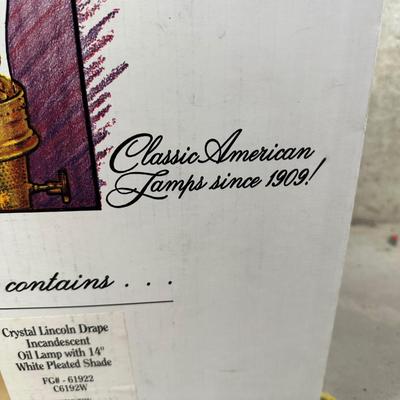 Classic American
Lamps since 1909!
contains . . .
Crystal Lincoln Drape
Incandescent
Oil Lamp with 14"
White Pleated Shade
FG# - 61922
C6192W